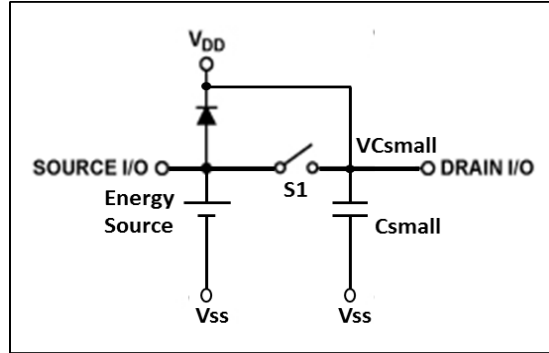 VDD
VCsmall
SOURCE I/O
DRAIN I/O
S1
Energy
Source
Csmall
Vss
Vss